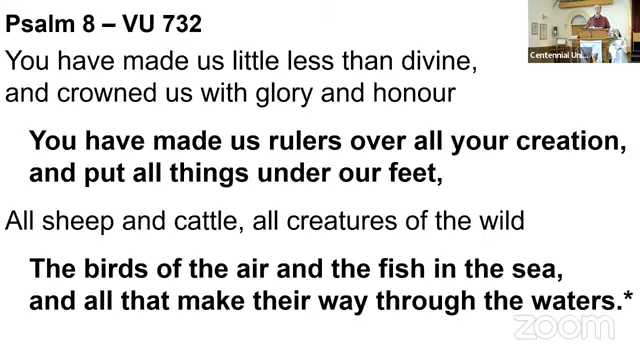 Psalm 8 – VU 732
You have made us little less than divine,
and crowned us with glory and honour
You have made us rulers over all your creation,
and put all things under our feet,
All sheep and cattle, all creatures of the wild
The birds of the air and the fish in the sea,
and all that make their way through the waters.*
Centennial Uni
zoom